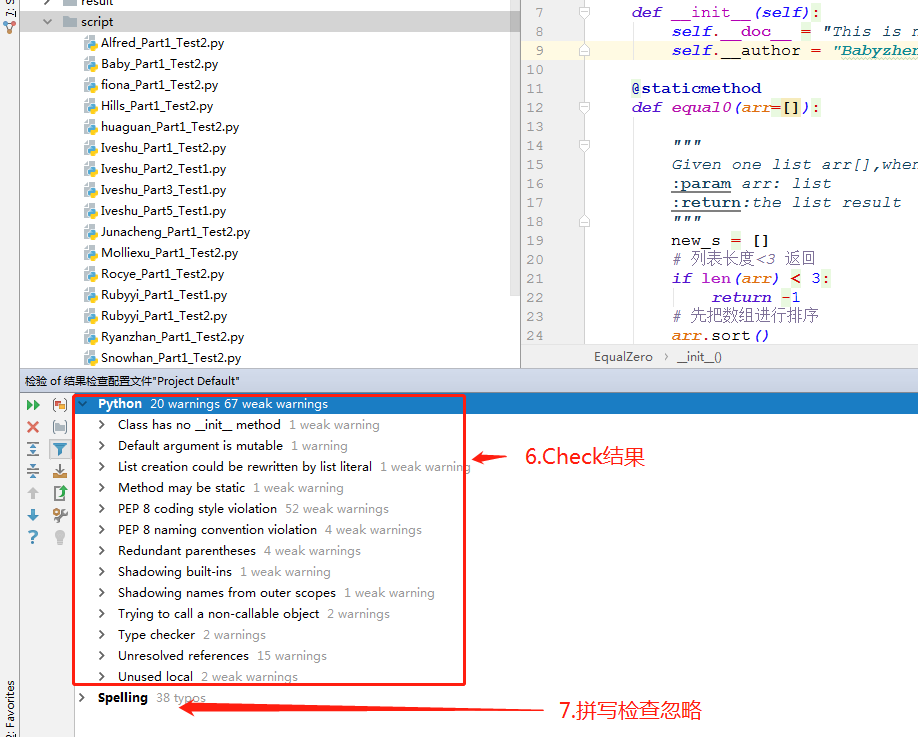 result
script
Alfred_Part1_Test2.py
Baby_Part1_Test2.py
fiona_Part1_Test2.py
Hills_Part1_Test2.py
huaguan_Part1_Test2.py
Iveshu_Part1_Test2.py
Iveshu_Part2_Test1.py
Iveshu_Part3_Test1.py
Iveshu_Part5_Test1.py
Junacheng_Part1_Test2.py
Molliexu_Part1_Test2.py
Rocye_Part1_Test2.py
Rubyyi_Part1_Test1.py
Rubyyi_Part1_Test2.py
Ryanzhan_Part1_Test2.py
Snowhan_Part1_Test2.py
7 def __init__(self):
8 self.__doc__ = "This is
9 self.__author = "Babyzhen
10
11 @staticmethod
12 def equal0(arr=[]):
13
14 """
15 Given one list arr[],when
16 :param arr: list
17 :return:the list result
18 """
19 new_s = []
20 # 列表长度<3 返回
21 if len(arr) < 3:
22 return -1
23 # 先把数组进行排序
24 arr.sort()
EqualZero › __init__()
检验 of 结果检查配置文件"Project Default"
Python 20 warnings 67 weak warnings
Class has no __init__ method 1 weak warning
Default argument is mutable 1 warning
List creation could be rewritten by list literal 1 weak warning
Method may be static 1 weak warning
PEP 8 coding style violation 52 weak warnings
PEP 8 naming convention violation 4 weak warnings
Redundant parentheses 4 weak warnings
Shadowing built-ins 1 weak warning
Shadowing names from outer scopes 1 weak warning
Trying to call a non-callable object 2 warnings
Type checker 2 warnings
Unresolved references 15 warnings
Unused local 2 weak warnings
Spelling 38 typos
6.Check结果
7.拼写检查忽略
2: Favorites